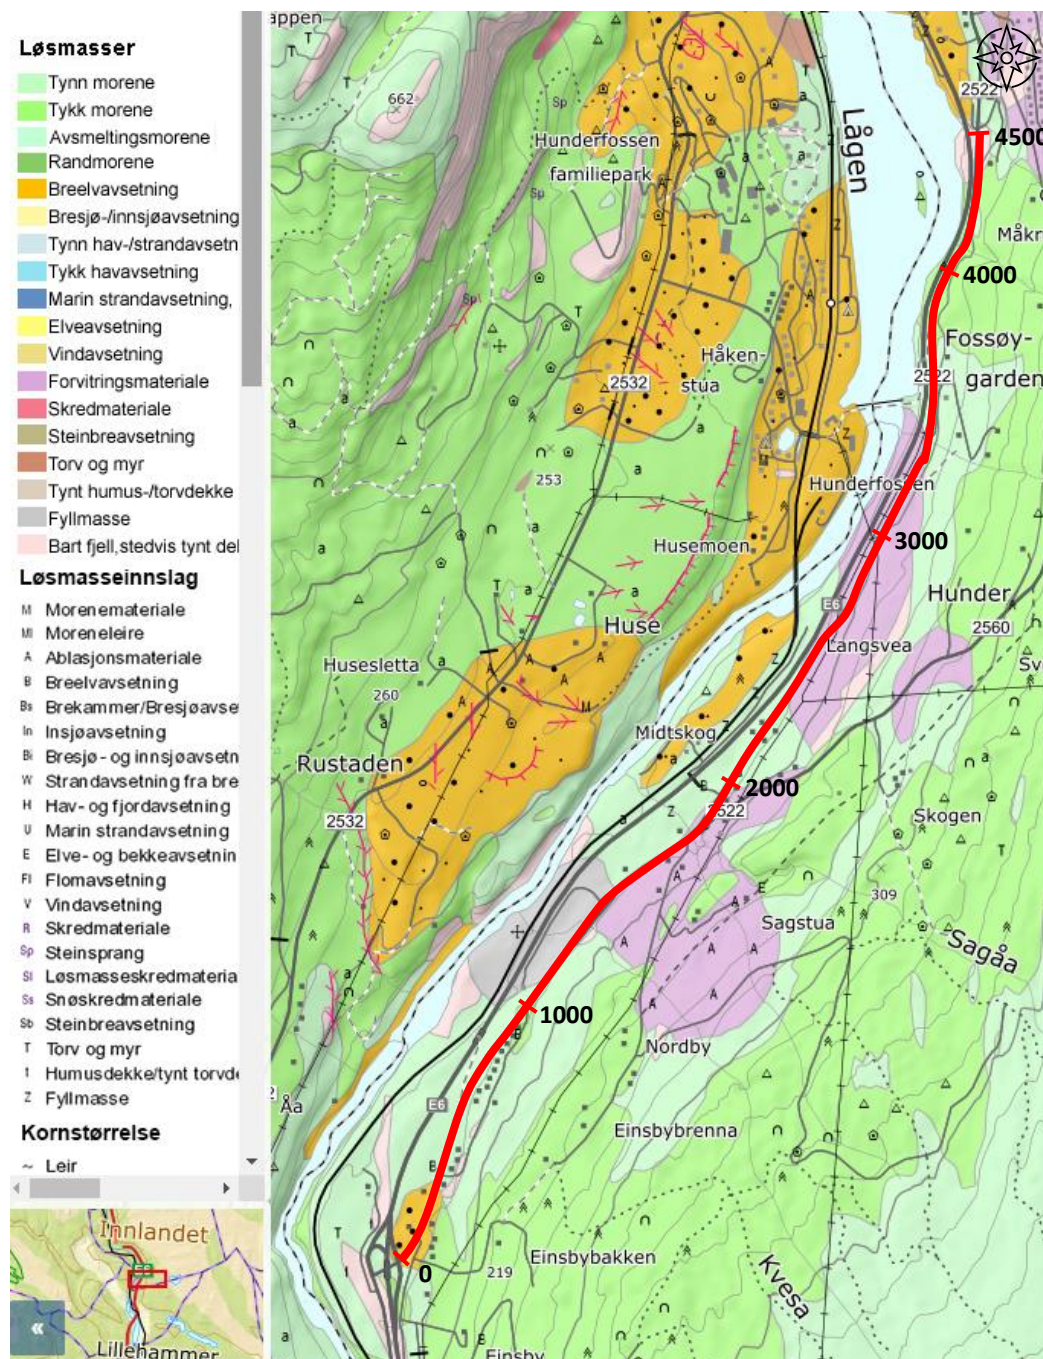 Løsmasser
Tynn morene
Tykk morene
Avsmeltingsmorene
Randmorene
Breelvavsetning
Bresjø-/innsjøavsetning
Tynn hav-/strandavsetn
Tykk havavsetning
Marin strandavsetning,
Elveavsetning
Vindavsetning
Forvitringsmateriale
Skredmateriale
Steinbreavsetning
Torv og myr
Tynt humus-/torvdekke
Fyllmasse
Bart fjell,stedvis tynt del
Løsmasseinnslag
M Morenemateriale
Ml Moreneleire
A Ablasjonsmateriale
B Breelvavsetning
Bs Brekammer/Bresjøavse
In Innsjøavsetning
Bi Bresjø- og innsjøavsetn
W Strandavsetning fra bre
H Hav- og fjordavsetning
U Marin strandavsetning
E Elve- og bekkeavsetnin
Fl Flomavsetning
V Vindavsetning
R Skredmateriale
Sp Steinsprang
Sl Løsmasseskredmateria
Ss Snøskredmateriale
Sb Steinbreavsetning
T Torv og myr
t Humusdekke/tynt torvde
Z Fyllmasse
Kornstørrelse
~ Leir
Innlandet
Lillehammer
«
appen
662
Hunderfossen
familiepark
Lågen
2522
4500
Måkr
4000
Fossøy-
garden
2522
Håken-
stua
2532
253
Hunderfossen
3000
Husemoen
E6
Hunder
2560
Langsvea
Huse
Husesletta
260
Midtskog
Rustaden
2532
2000
2522
Skogen
309
Sagstua
Sagåa
1000
Nordby
Åa
E6
Einsbybrenna
Einsbybakken
219
0
Kvesa
Einsby